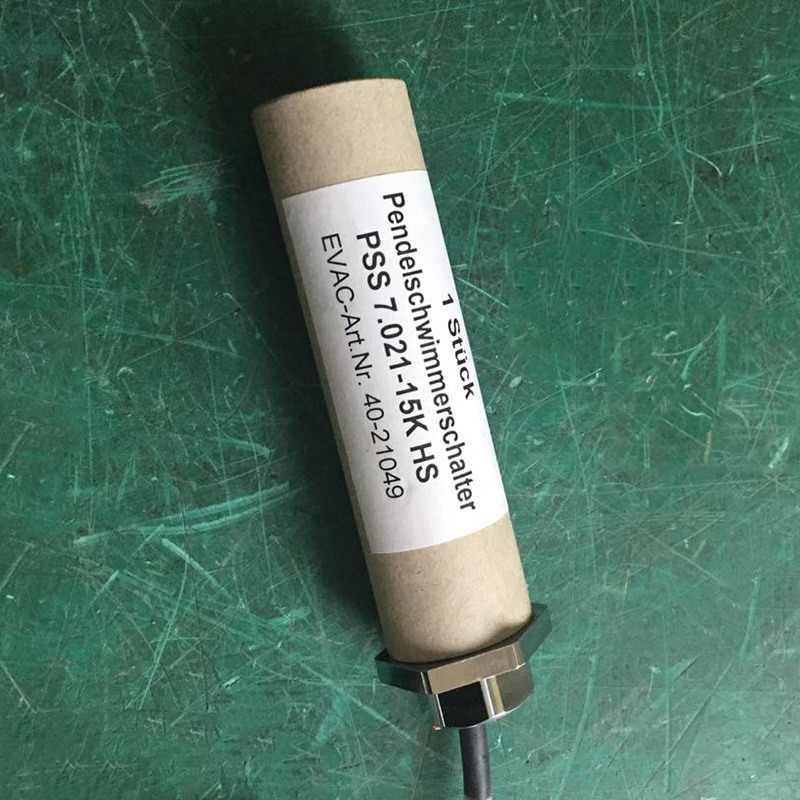 1 Stück
Pendelschwimmerschalter
PSS 7.021-15K HS
EVAC-Art.Nr. 40-21049